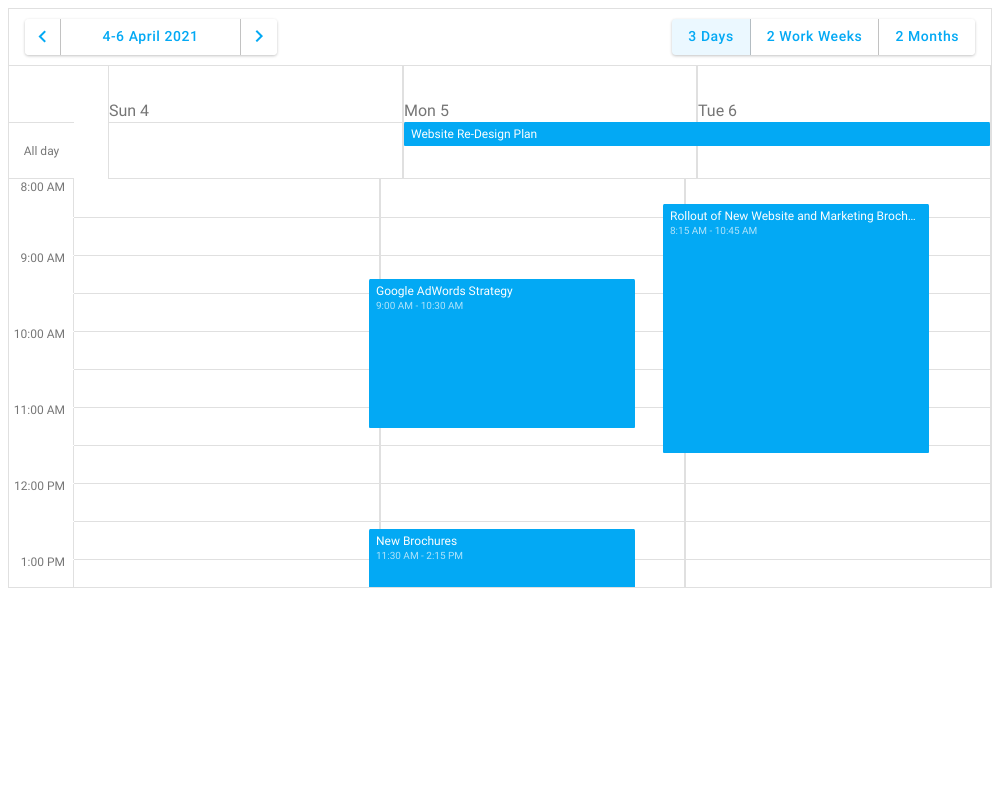 4-6 April 2021
3 Days
2 Work Weeks
2 Months
Sun 4
Mon 5
Tue 6
All day
Website Re-Design Plan
8:00 AM
9:00 AM
10:00 AM
11:00 AM
12:00 PM
1:00 PM
Google AdWords Strategy
9:00 AM - 10:30 AM
New Brochures
11:30 AM - 2:15 PM
Rollout of New Website and Marketing Broch...
8:15 AM - 10:45 AM